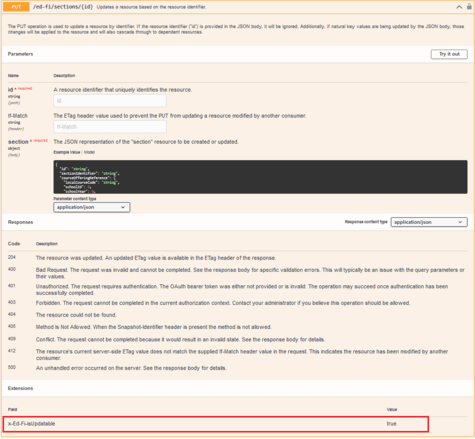 PUT /ed-fi/sections/{id} Updates a resource based on the resource identifier.
The PUT operation is used to update a resource by identifier. If the resource identifier ("id") is provided in the JSON body, it will be ignored. Additionally, if natural key values are being updated by the JSON body, those
changes will be applied to the resource and will also cascade through to dependent resources.
Parameters Try it out
Name Description
id * required A resource identifier that uniquely identifies the resource.
string
(path) id
If-Match The ETag header value used to prevent the PUT from updating a resource modified by another consumer.
string
(header) If-Match
section * required The JSON representation of the "section" resource to be created or updated.
object
(body) Example Value | Model
{
"id": "string",
"sectionIdentifier": "string",
"courseOfferingReference": {
"localCourseCode": "string",
"schoolId": 0,
"schoolYear": 0,
Parameter content type
application/json
Responses Response content type application/json
Code Description
204 The resource was updated. An updated ETag value is available in the ETag header of the response.
400 Bad Request. The request was invalid and cannot be completed. See the response body for specific validation errors. This will typically be an issue with the query parameters or
their values.
401 Unauthorized. The request requires authentication. The OAuth bearer token was either not provided or is invalid. The operation may succeed once authentication has been
successfully completed.
403 Forbidden. The request cannot be completed in the current authorization context. Contact your administrator if you believe this operation should be allowed.
404 The resource could not be found.
405 Method Is Not Allowed. When the Snapshot-Identifier header is present the method is not allowed.
409 Conflict. The request cannot be completed because it would result in an invalid state. See the response body for details.
412 The resource's current server-side ETag value does not match the supplied If-Match header value in the request. This indicates the resource has been modified by another
consumer.
500 An unhandled error occurred on the server. See the response body for details.
Extensions
Field Value
x-Ed-Fi-isUpdatable true